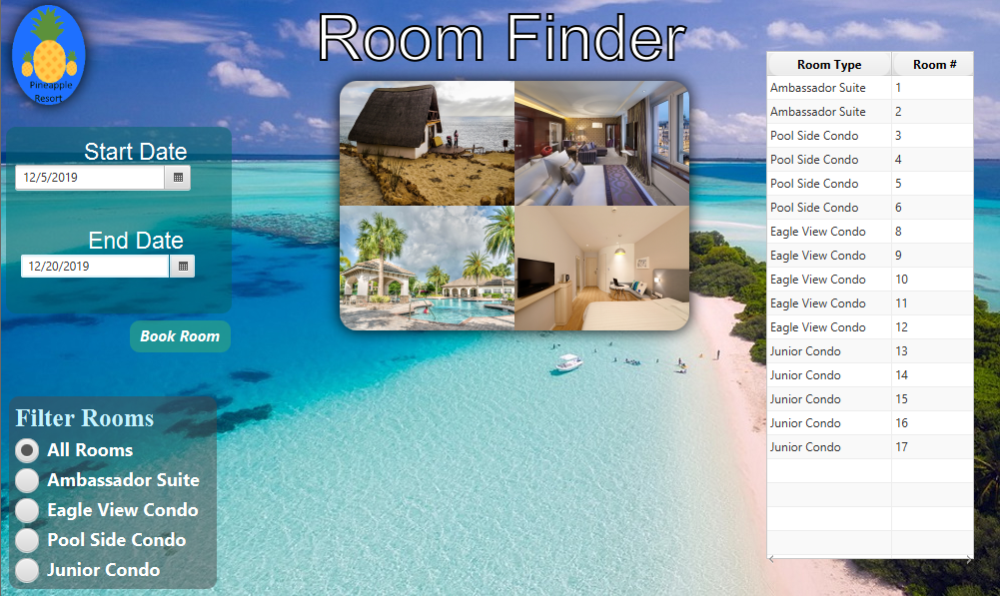 Pineapple
Resort
Room Finder
Start Date
12/5/2019
End Date
12/20/2019
Book Room
Filter Rooms
All Rooms
Ambassador Suite
Eagle View Condo
Pool Side Condo
Junior Condo
Room Type Room #
Ambassador Suite 1
Ambassador Suite 2
Pool Side Condo 3
Pool Side Condo 4
Pool Side Condo 5
Pool Side Condo 6
Eagle View Condo 8
Eagle View Condo 9
Eagle View Condo 10
Eagle View Condo 11
Eagle View Condo 12
Junior Condo 13
Junior Condo 14
Junior Condo 15
Junior Condo 16
Junior Condo 17